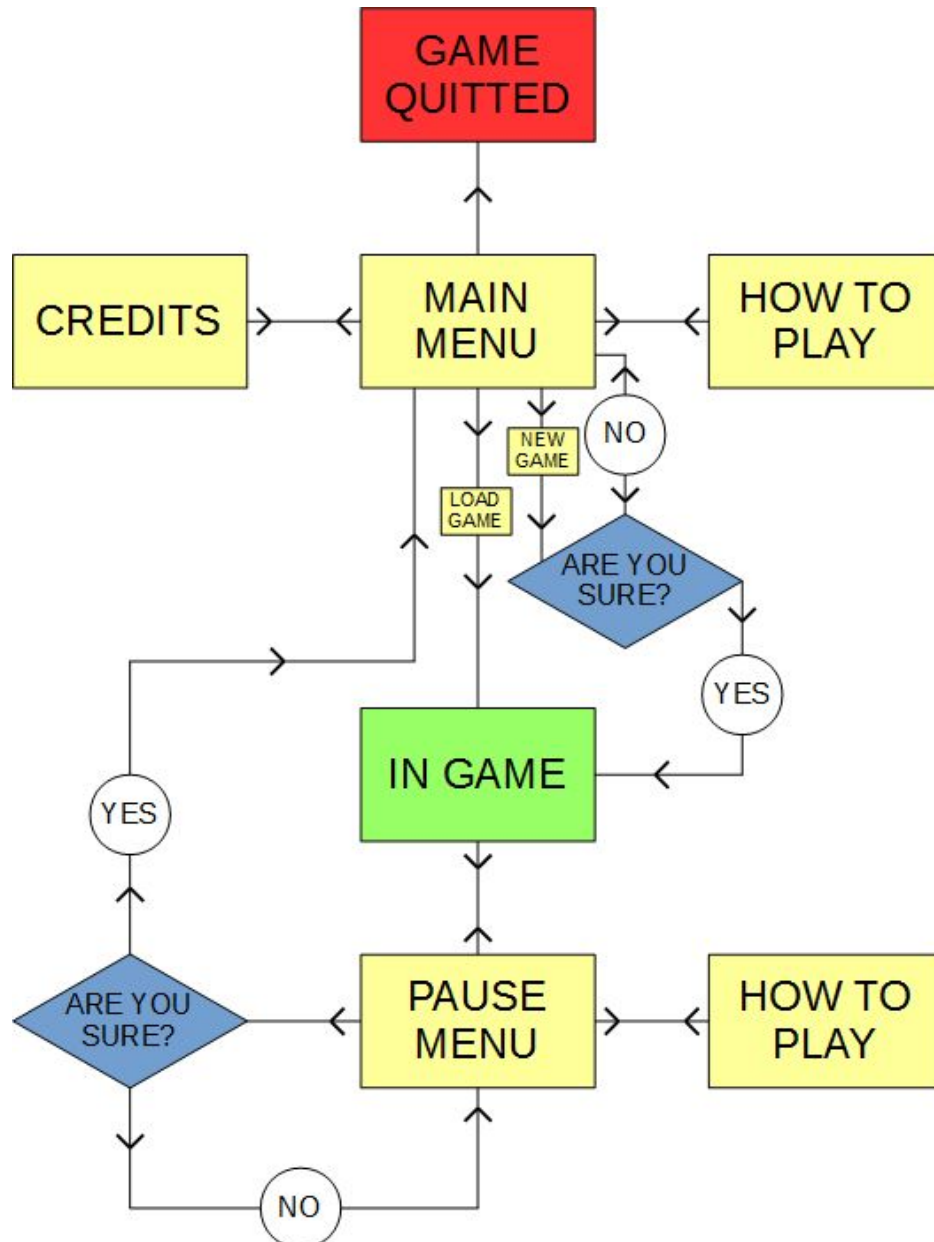 GAME
QUITTED
CREDITS
MAIN
MENU
HOW TO
PLAY
NEW
GAME
NO
LOAD
GAME
ARE YOU
SURE?
YES
IN GAME
YES
ARE YOU
SURE?
PAUSE
MENU
HOW TO
PLAY
NO